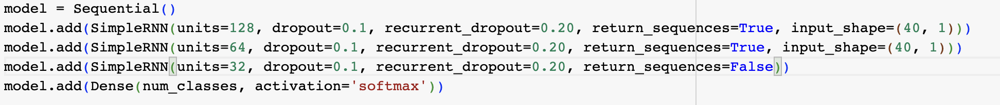 model = Sequential()
model.add(SimpleRNN(units=128, dropout=0.1, recurrent_dropout=0.20, return_sequences=True, input_shape=(40, 1)))
model.add(SimpleRNN(units=64, dropout=0.1, recurrent_dropout=0.20, return_sequences=True, input_shape=(40, 1)))
model.add(SimpleRNN(units=32, dropout=0.1, recurrent_dropout=0.20, return_sequences=False))
model.add(Dense(num_classes, activation='softmax'))